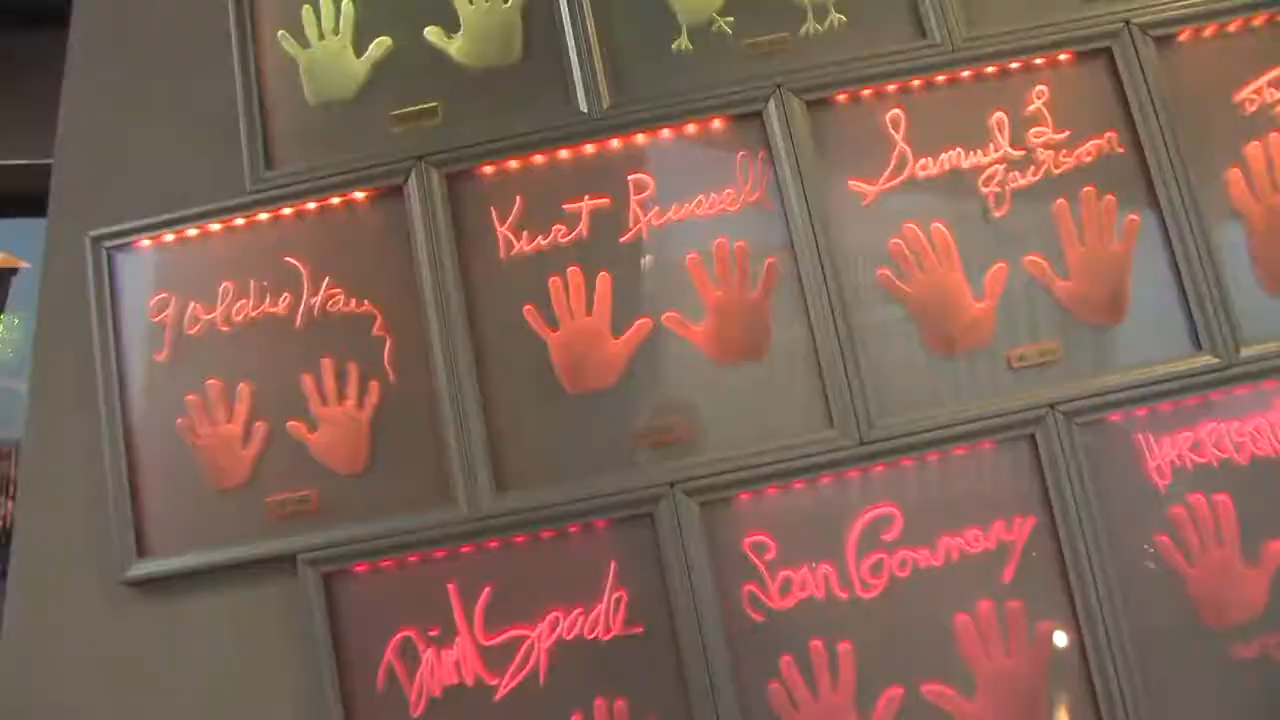 Goldie Hawn
Kurt Russell
Samuel L
Jackson
David Spade
Sean Connery
HARRISON